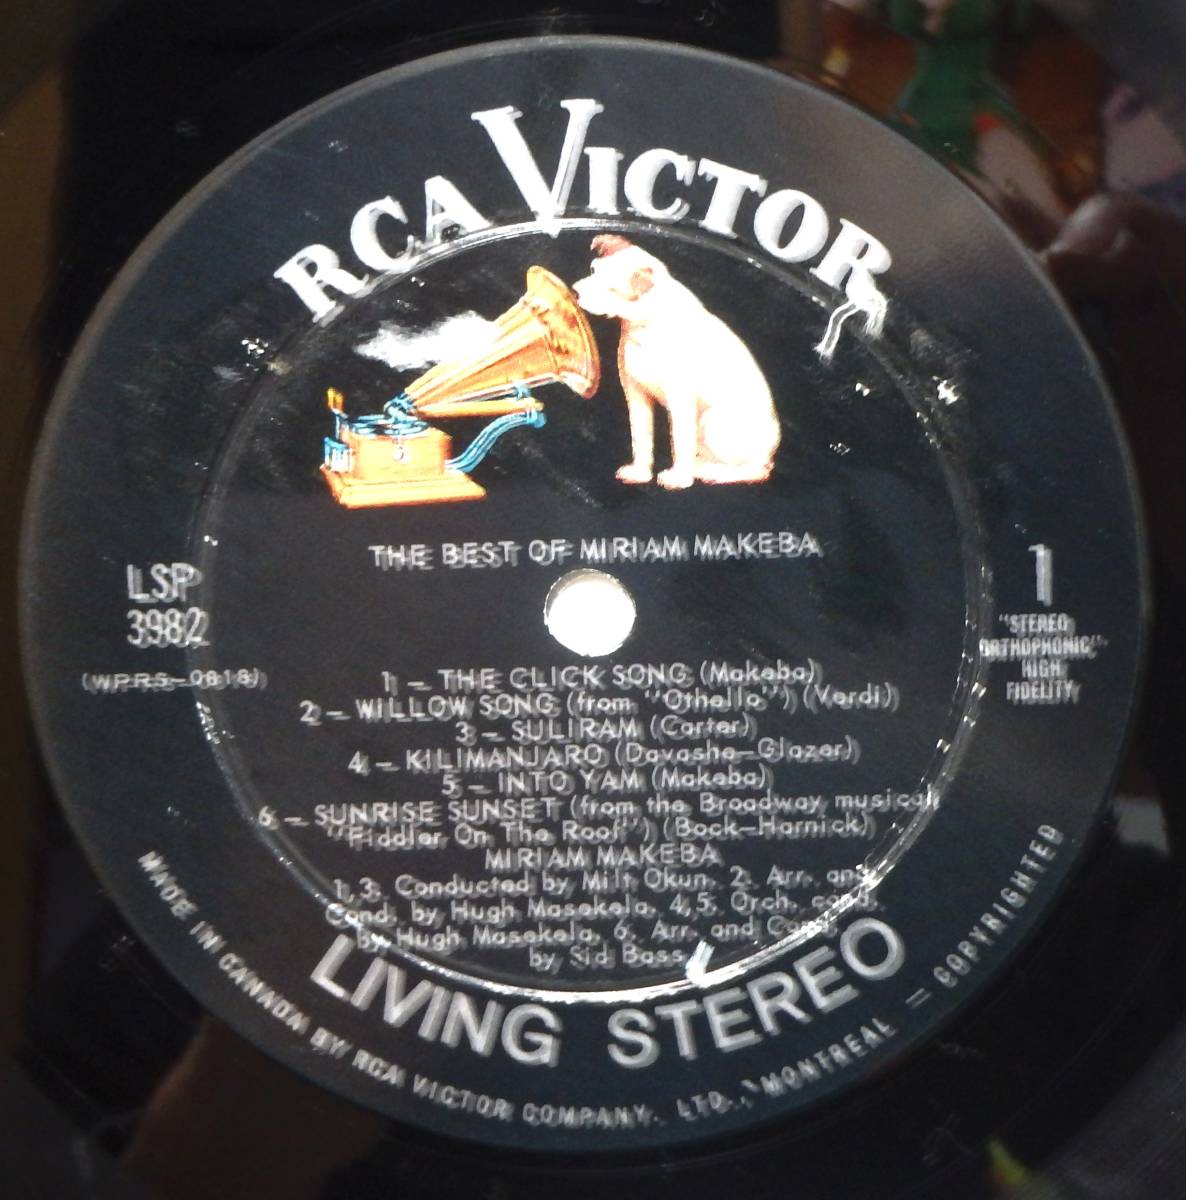 RCA VICTOR
THE BEST OF MIRIAM MAKEBA
LSP
3982
(WPRS-0818)
1
"STEREO
ORTHOPHONIC"
HIGH
FIDELITY
1 – THE CLICK SONG (Makeba)
2 – WILLOW SONG (from "Othello") (Verdi)
3 – SULIRAM (Carter)
4 – KILIMANJARO (Davashe–Glazer)
5 – INTO YAM (Makeba)
6 – SUNRISE SUNSET (from the Broadway musical
"Fiddler On The Roof") (Bock–Harnick)
MIRIAM MAKEBA
1, 3. Conducted by Milt Okun. 2. Arr. and
Cond. by Hugh Masekela. 4, 5. Orch. cond.
by Hugh Masekela. 6. Arr. and Cond.
by Sid Bass
LIVING STEREO
MADE IN CANADA BY RCA VICTOR COMPANY, LTD., MONTREAL — COPYRIGHTED